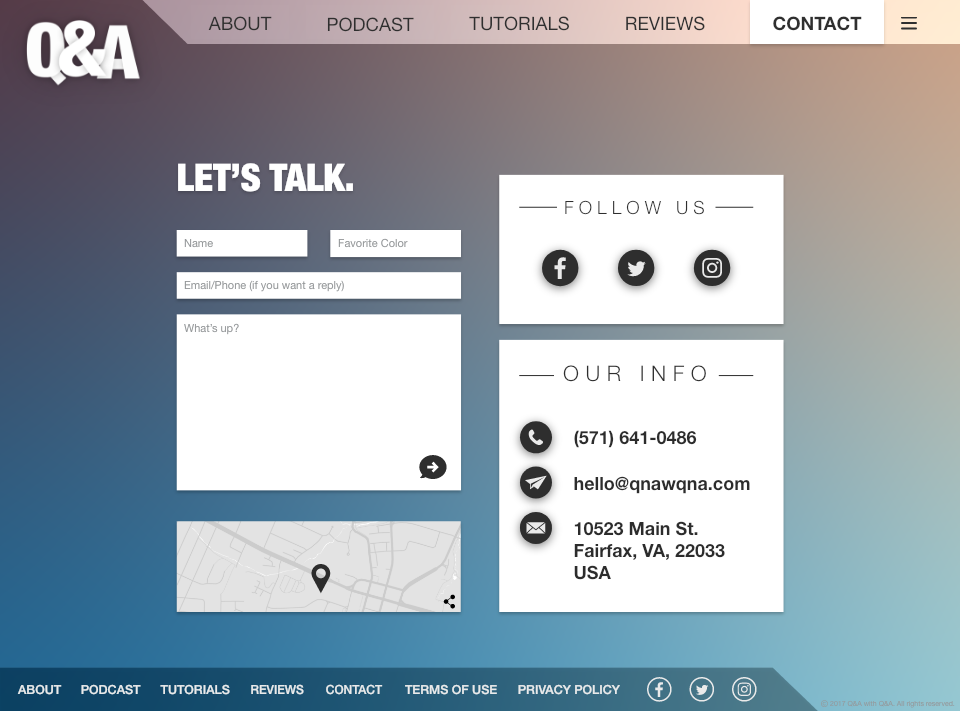 Q&A
ABOUT PODCAST TUTORIALS REVIEWS CONTACT
LET'S TALK.
Name
Favorite Color
Email/Phone (if you want a reply)
What's up?
FOLLOW US
OUR INFO
(571) 641-0486
hello@qnawqna.com
10523 Main St.
Fairfax, VA, 22033
USA
ABOUT PODCAST TUTORIALS REVIEWS CONTACT TERMS OF USE PRIVACY POLICY
© 2017 Q&A with Q&A. All rights reserved.